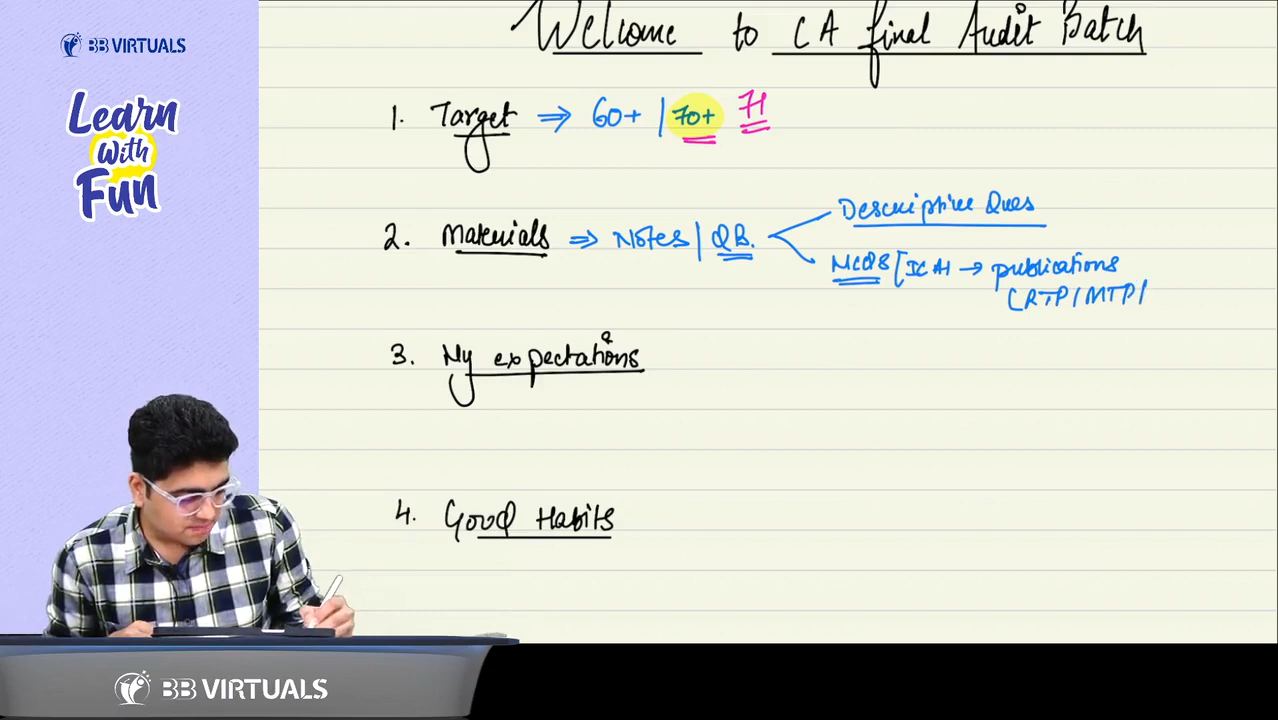 BB VIRTUALS
Learn
With
Fun
Welcome to CA final Audit Batch
1. Target ⇒ 60+ | 70+ 71
2. Materials ⇒ Notes | QB.
Descriptive Ques
MCQS [ICAI → publications
(RTP/MTP/
3. My expectations
4. Good Habits
BB VIRTUALS